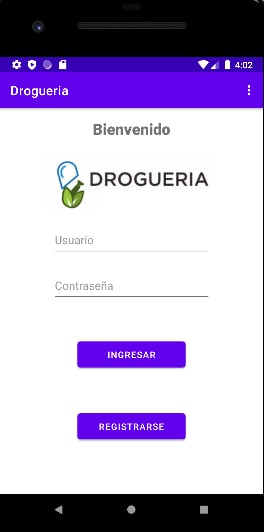 4:02
Drogueria
Bienvenido
DROGUERIA
Usuario
Contraseña
INGRESAR
REGISTRARSE